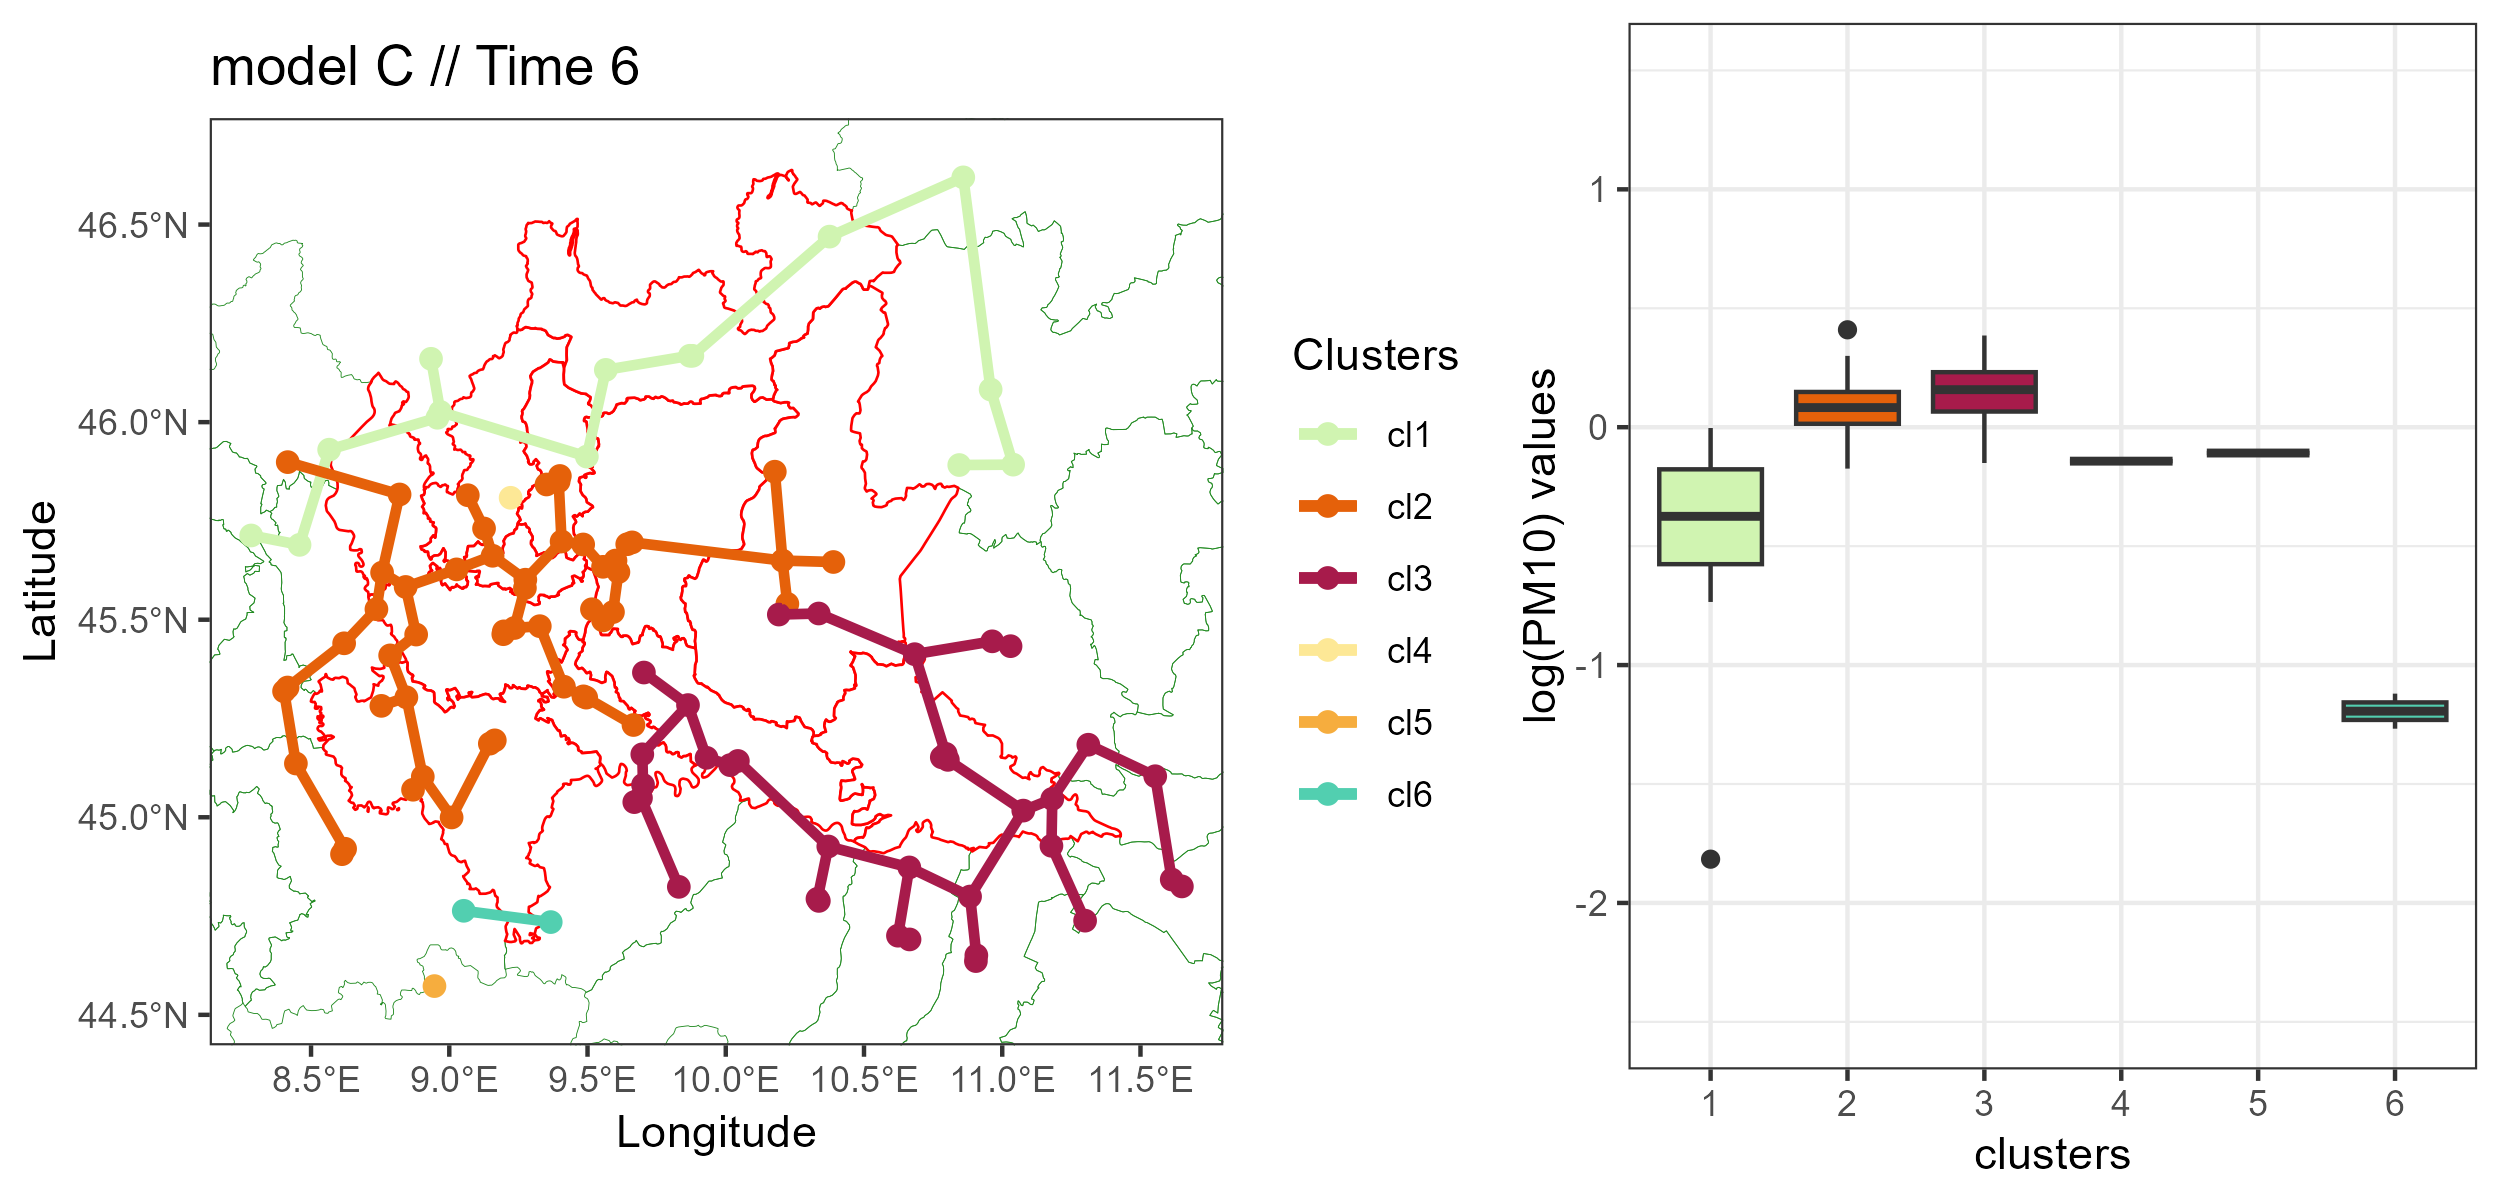 model C // Time 6
46.5°N
46.0°N
45.5°N
45.0°N
44.5°N
Latitude
8.5°E 9.0°E 9.5°E 10.0°E 10.5°E 11.0°E 11.5°E
Longitude
Clusters
cl1
cl2
cl3
cl4
cl5
cl6
log(PM10) values
1
0
-1
-2
1 2 3 4 5 6
clusters